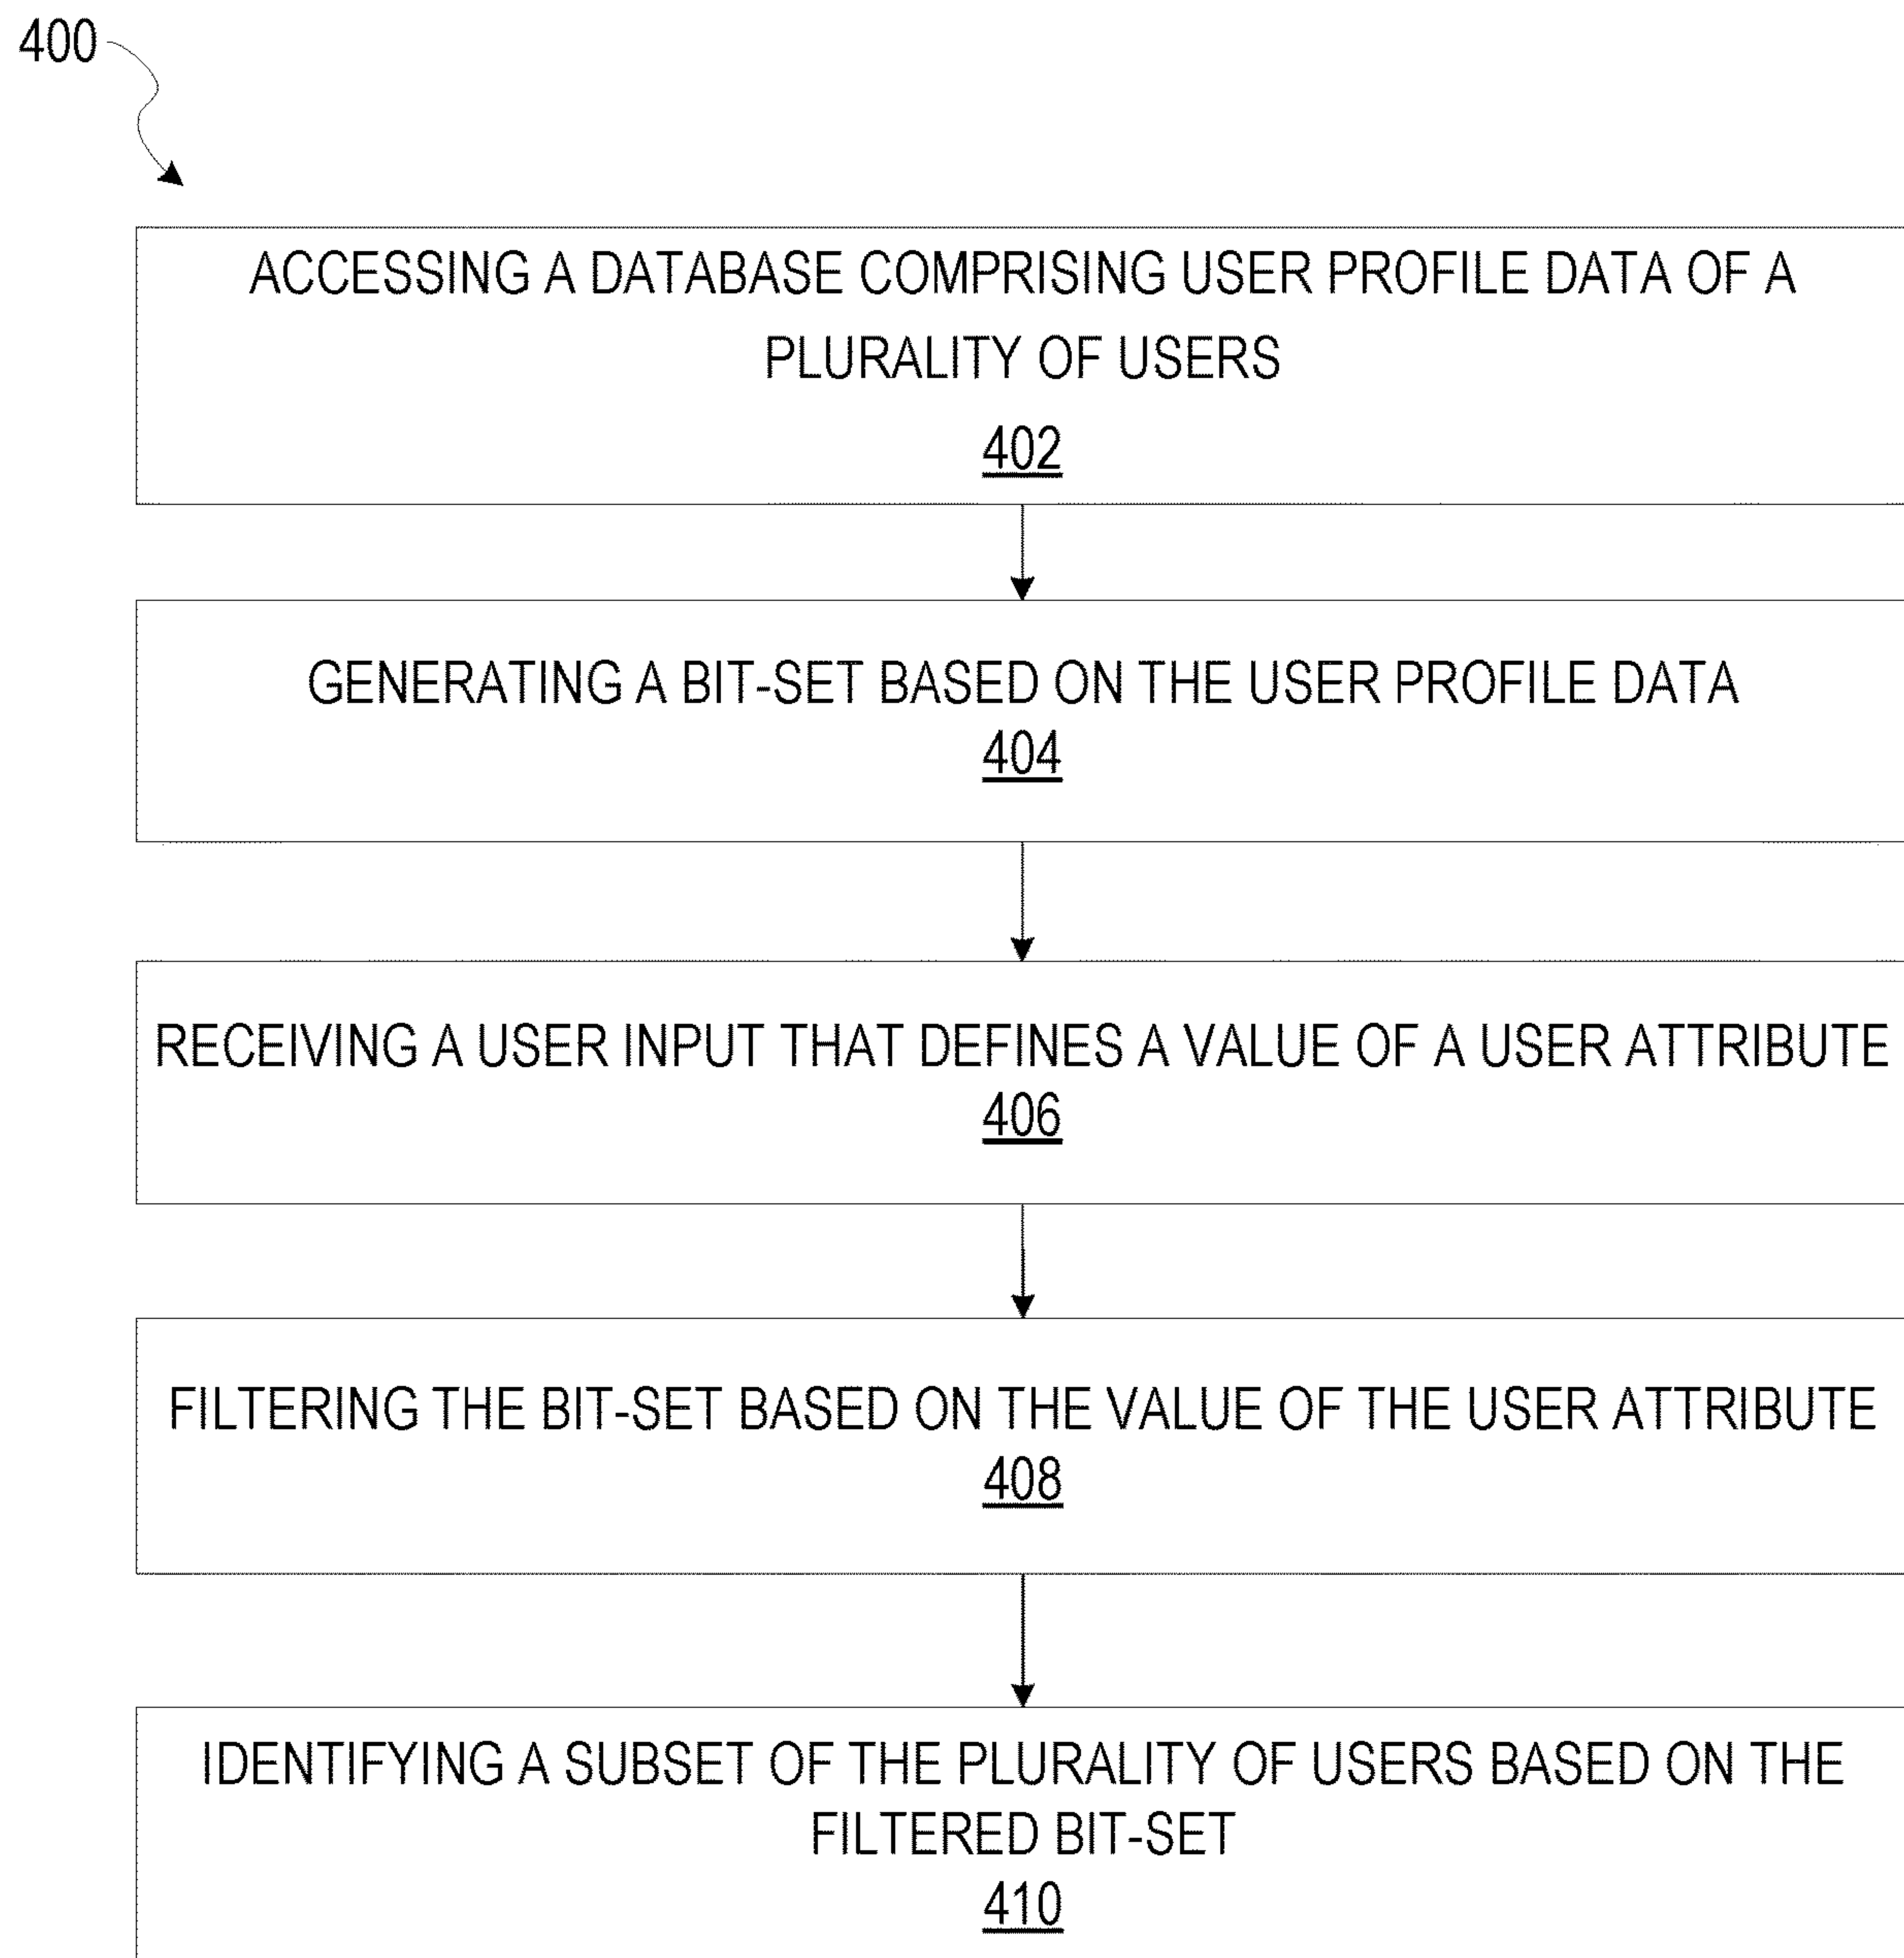 400
ACCESSING A DATABASE COMPRISING USER PROFILE DATA OF A
PLURALITY OF USERS
402
GENERATING A BIT-SET BASED ON THE USER PROFILE DATA
404
RECEIVING A USER INPUT THAT DEFINES A VALUE OF A USER ATTRIBUTE
406
FILTERING THE BIT-SET BASED ON THE VALUE OF THE USER ATTRIBUTE
408
IDENTIFYING A SUBSET OF THE PLURALITY OF USERS BASED ON THE
FILTERED BIT-SET
410